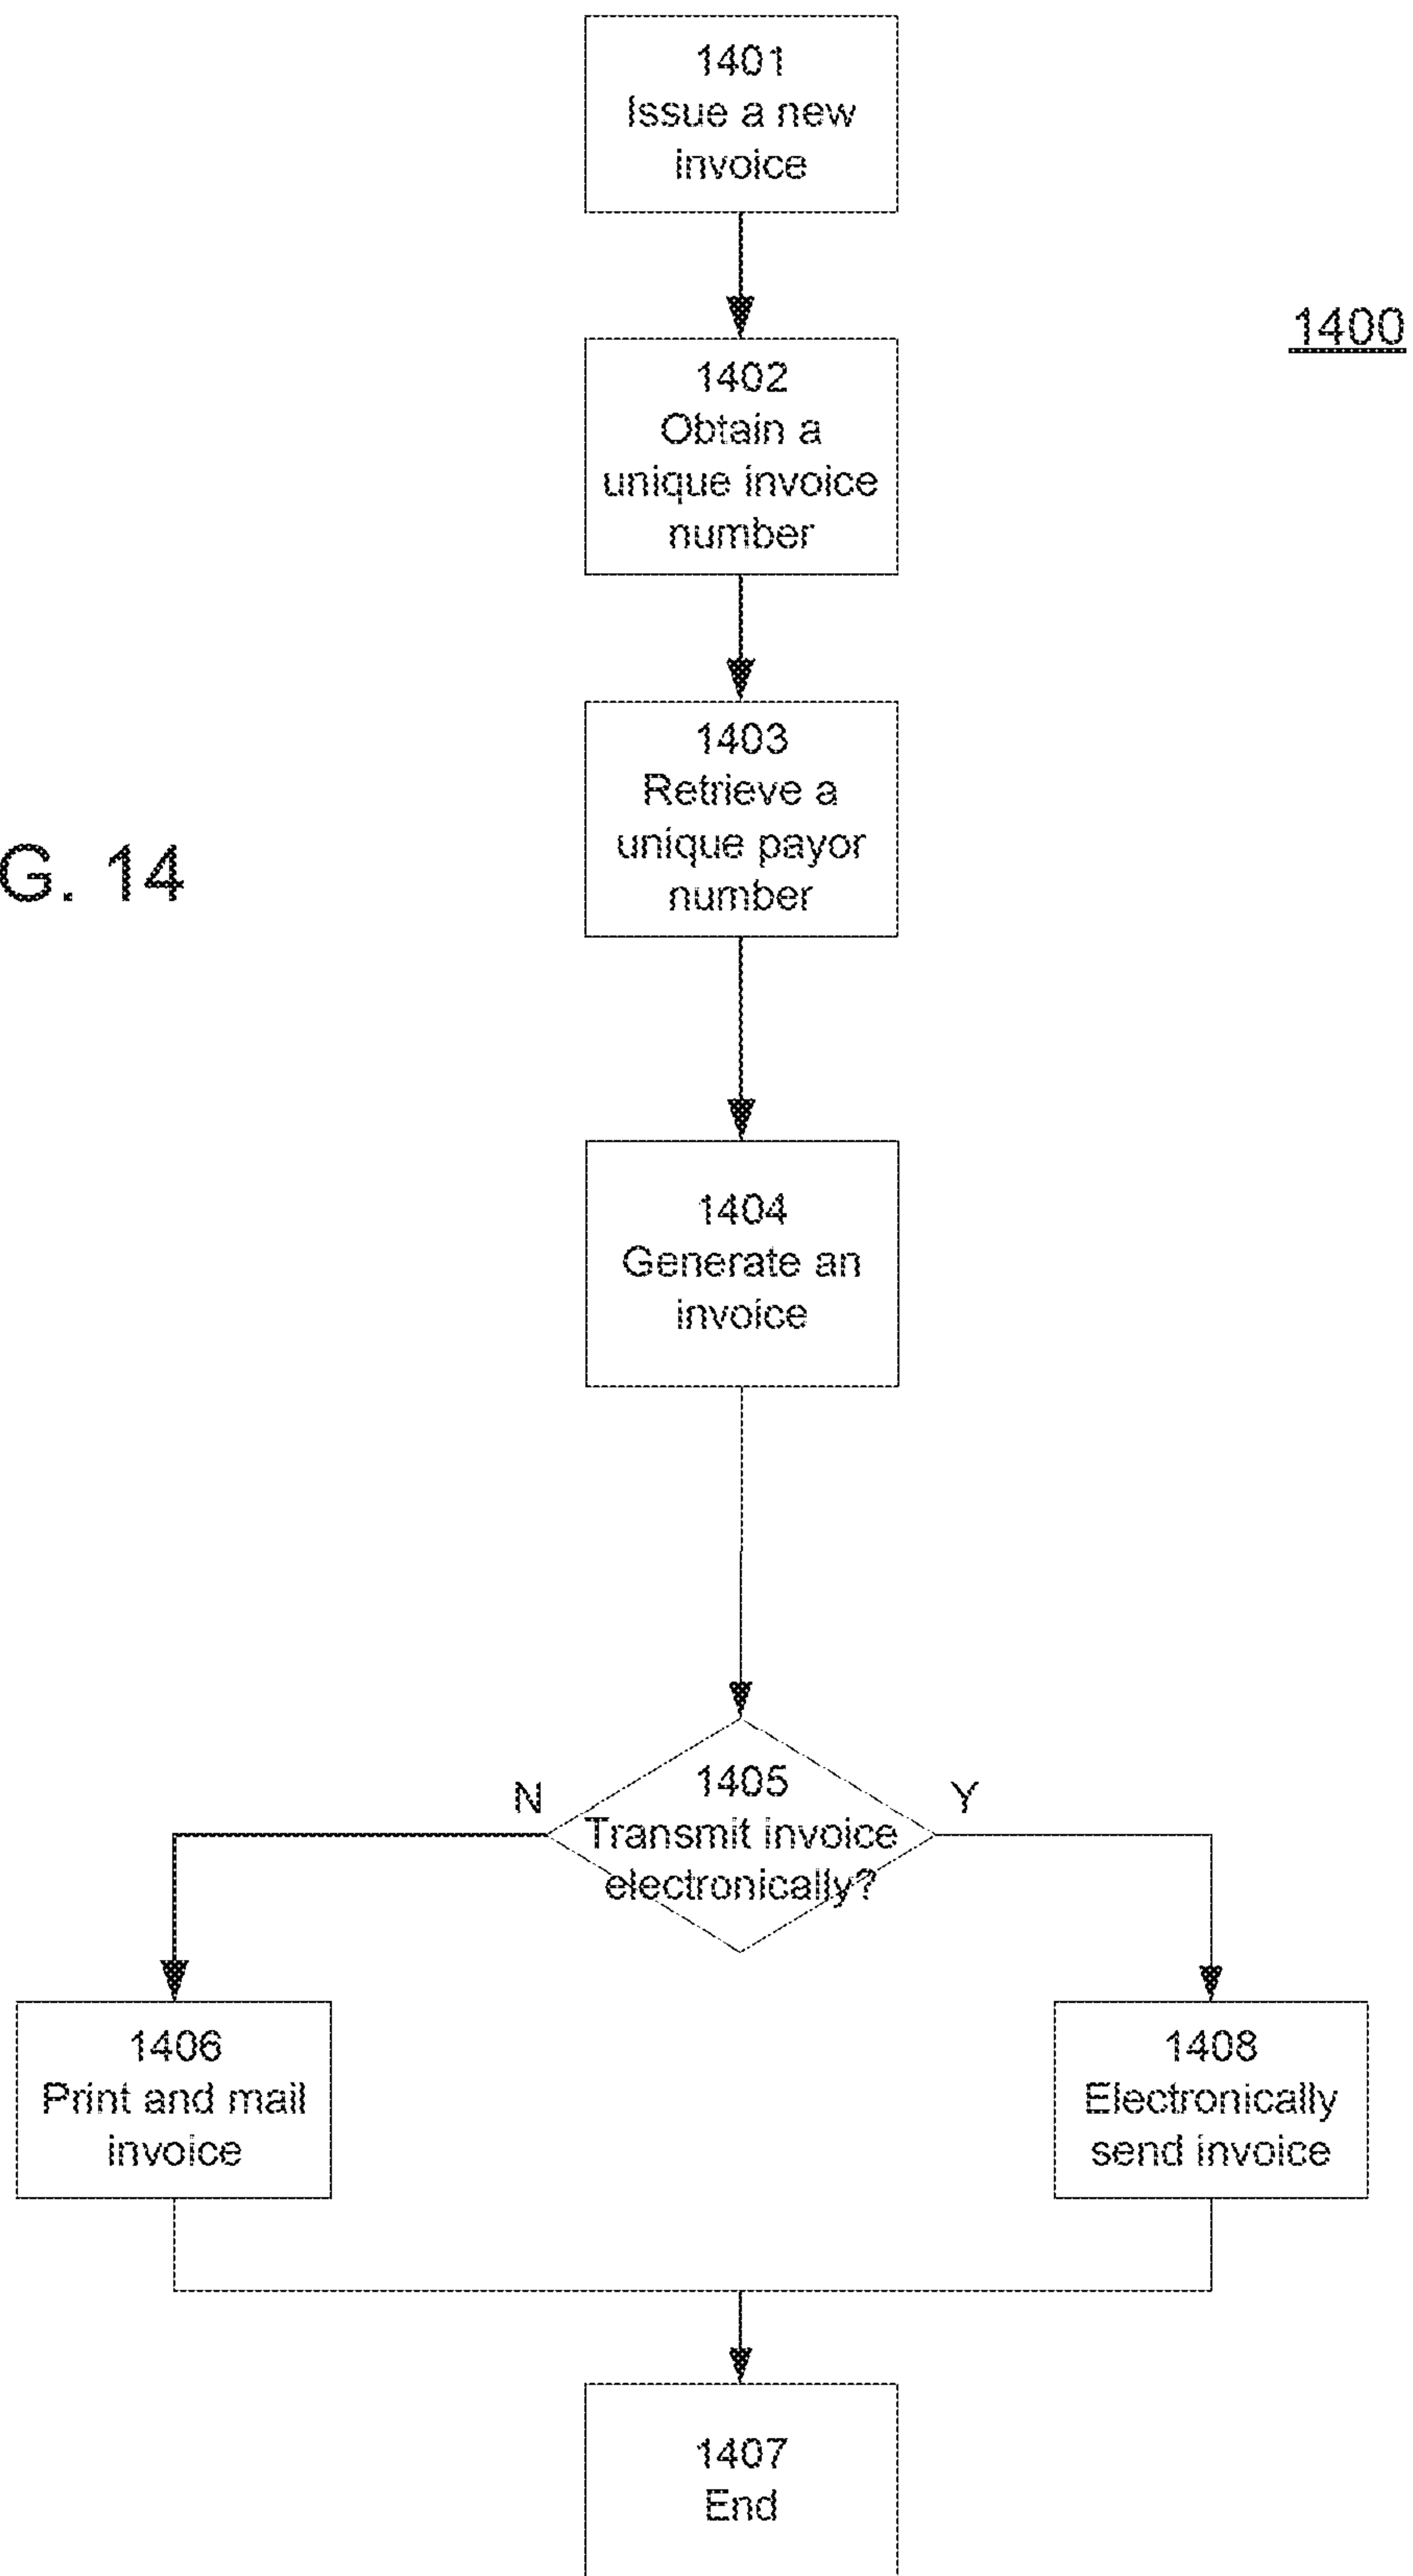 1401
Issue a new
invoice
1400
1402
Obtain a
unique invoice
number
1403
Retrieve a
unique payor
number
G. 14
1404
Generate an
invoice
N
1405
Transmit invoice
electronically?
Y
1406
Print and mail
invoice
1408
Electronically
send invoice
1407
End